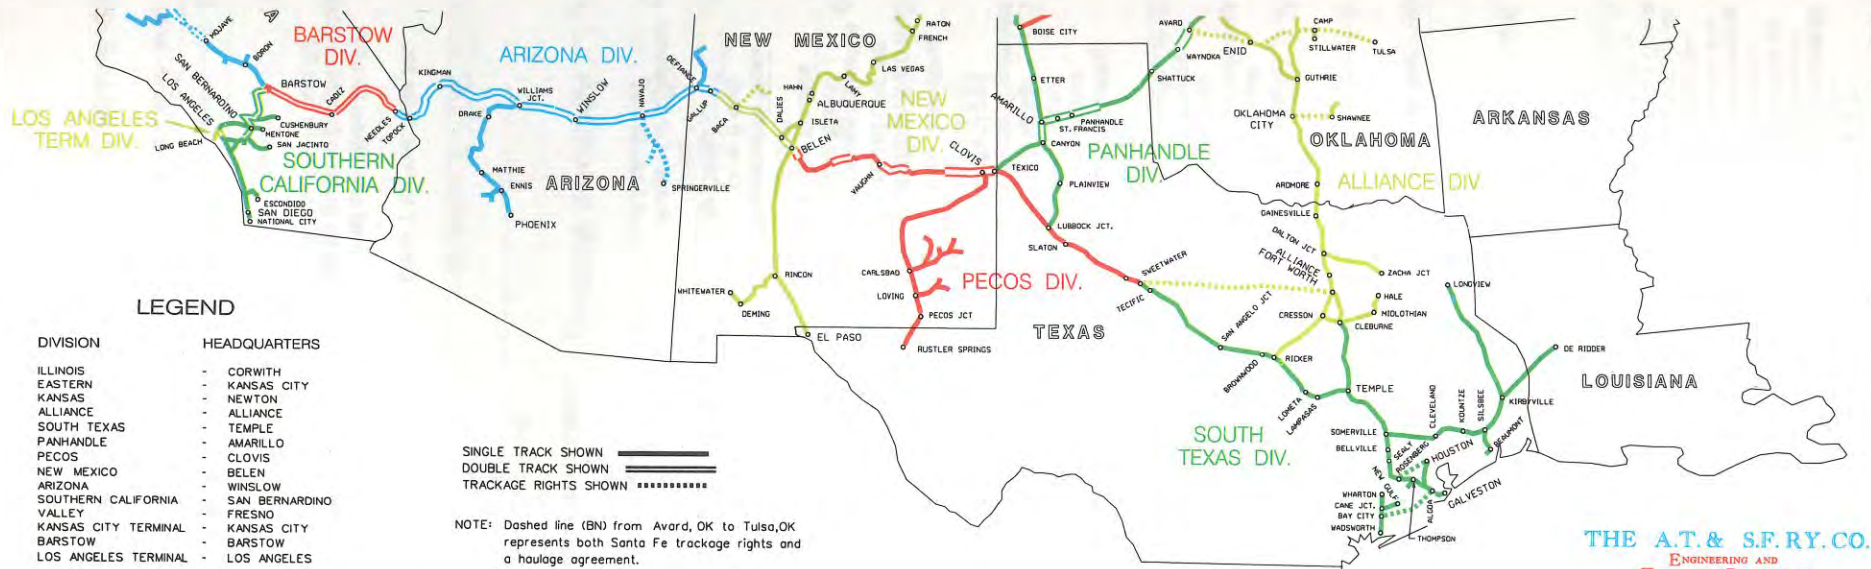 MOJAVE
BORON
SAN BERNARDINO
LOS ANGELES
BARSTOW
DIV.
BARSTOW
CADIZ
NEEDLES
TOPOCK
KINGMAN
ARIZONA DIV.
WILLIAMS
JCT.
WINSLOW
NAVAJO
DEFIANCE
GALLUP
BACA
DRAKE
MATTHIE
ENNIS
PHOENIX
ARIZONA
SPRINGERVILLE
LOS ANGELES
TERM DIV.
LONG BEACH
CUSHENBURY
MENTONE
SAN JACINTO
SOUTHERN
CALIFORNIA DIV.
ESCONDIDO
SAN DIEGO
NATIONAL CITY
NEW MEXICO
RATON
FRENCH
LAS VEGAS
LAMY
HAHN
ALBUQUERQUE
DALIES
ISLETA
BELEN
NEW
MEXICO
DIV.
VAUGHN
CLOVIS
TEXICO
RINCON
WHITEWATER
DEMING
EL PASO
CARLSBAD
LOVING
PECOS JCT
RUSTLER SPRINGS
PECOS DIV.
BOISE CITY
ETTER
AMARILLO
PANHANDLE
ST. FRANCIS
CANYON
PLAINVIEW
LUBBOCK JCT.
SLATON
PANHANDLE
DIV.
SHATTUCK
WAYNOKA
AVARD
ENID
CAMP
STILLWATER
TULSA
GUTHRIE
OKLAHOMA
CITY
SHAWNEE
OKLAHOMA
ARKANSAS
ARDMORE
ALLIANCE DIV
GAINESVILLE
DALTON JCT
ALLIANCE
FORT WORTH
ZACHA JCT
HALE
MIDLOTHIAN
CRESSON
CLEBURNE
LONGVIEW
SWEETWATER
TECIFIC
SAN ANGELO JCT
BROWNWOOD
RICKER
LOMETA
LAMPASAS
TEMPLE
TEXAS
DE RIDDER
LOUISIANA
KIRBYVILLE
SILSBEE
KOUNTZE
CLEVELAND
BEAUMONT
SOMERVILLE
BELLVILLE
SEALY
ROSENBERG
HOUSTON
NEW
GULF
ALGOA
GALVESTON
WHARTON
CANE JCT.
BAY CITY
WADSWORTH
THOMPSON
SOUTH
TEXAS DIV.
LEGEND
DIVISION HEADQUARTERS
ILLINOIS - CORWITH
EASTERN - KANSAS CITY
KANSAS - NEWTON
ALLIANCE - ALLIANCE
SOUTH TEXAS - TEMPLE
PANHANDLE - AMARILLO
PECOS - CLOVIS
NEW MEXICO - BELEN
ARIZONA - WINSLOW
SOUTHERN CALIFORNIA - SAN BERNARDINO
VALLEY - FRESNO
KANSAS CITY TERMINAL - KANSAS CITY
BARSTOW - BARSTOW
LOS ANGELES TERMINAL - LOS ANGELES
SINGLE TRACK SHOWN
DOUBLE TRACK SHOWN
TRACKAGE RIGHTS SHOWN
NOTE: Dashed line (BN) from Avard, OK to Tulsa,OK
represents both Santa Fe trackage rights and
a haulage agreement.
THE A.T. & S.F. RY. CO.
ENGINEERING AND